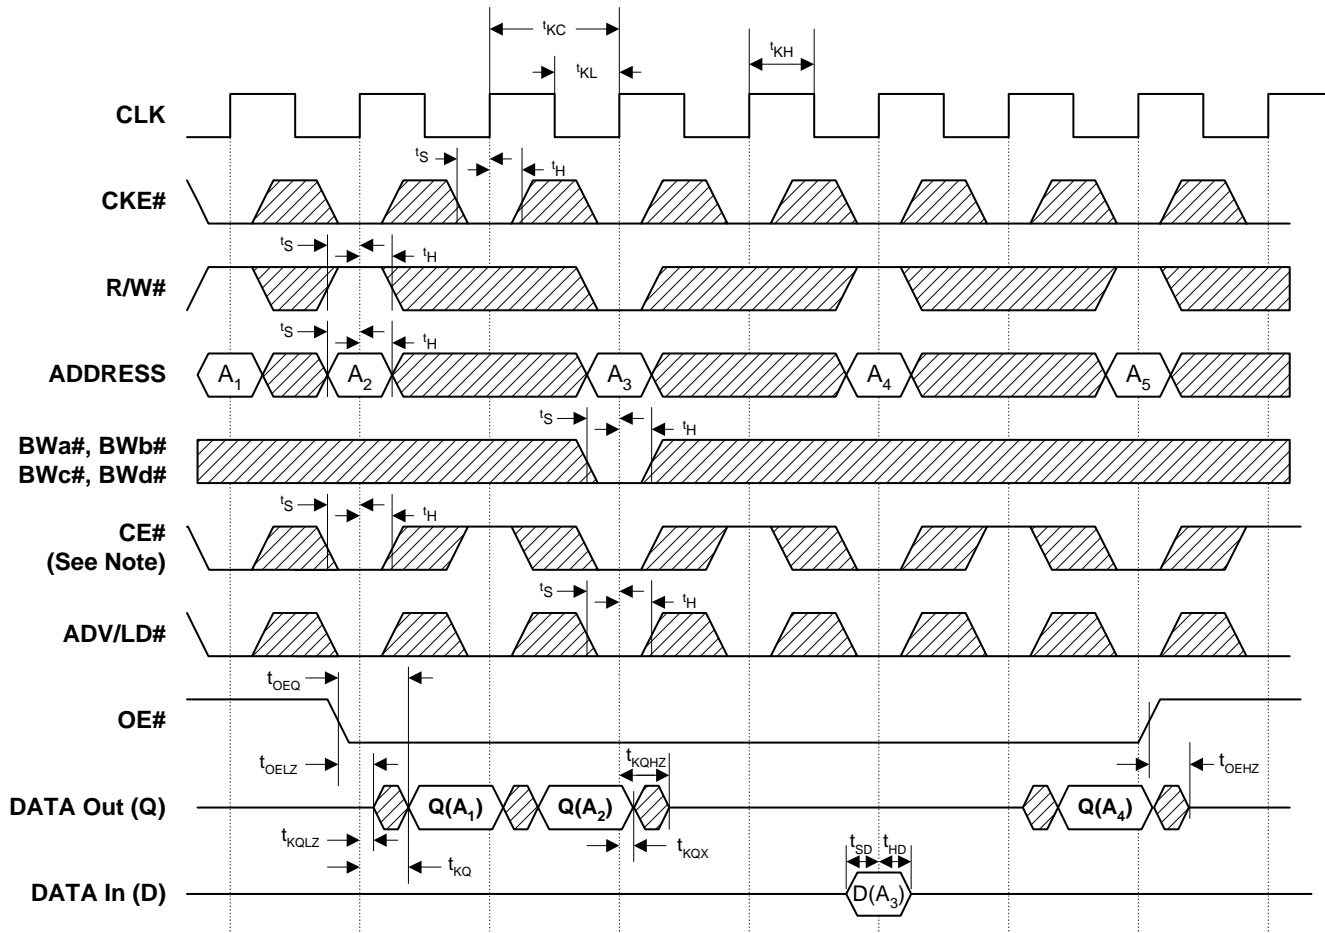 tKC
tKL
tKH
CLK
tS
tH
CKE#
tS
tH
R/W#
tS
tH
ADDRESS
A1
A2
A3
A4
A5
tS
tH
BWa#, BWb#
BWc#, BWd#
tS
tH
CE#
(See Note)
tS
tH
ADV/LD#
tOEQ
OE#
tOELZ
tKQHZ
tOEHZ
DATA Out (Q)
Q(A1)
Q(A2)
Q(A4)
tKQLZ
tKQ
tKQX
tSD
tHD
DATA In (D)
D(A3)